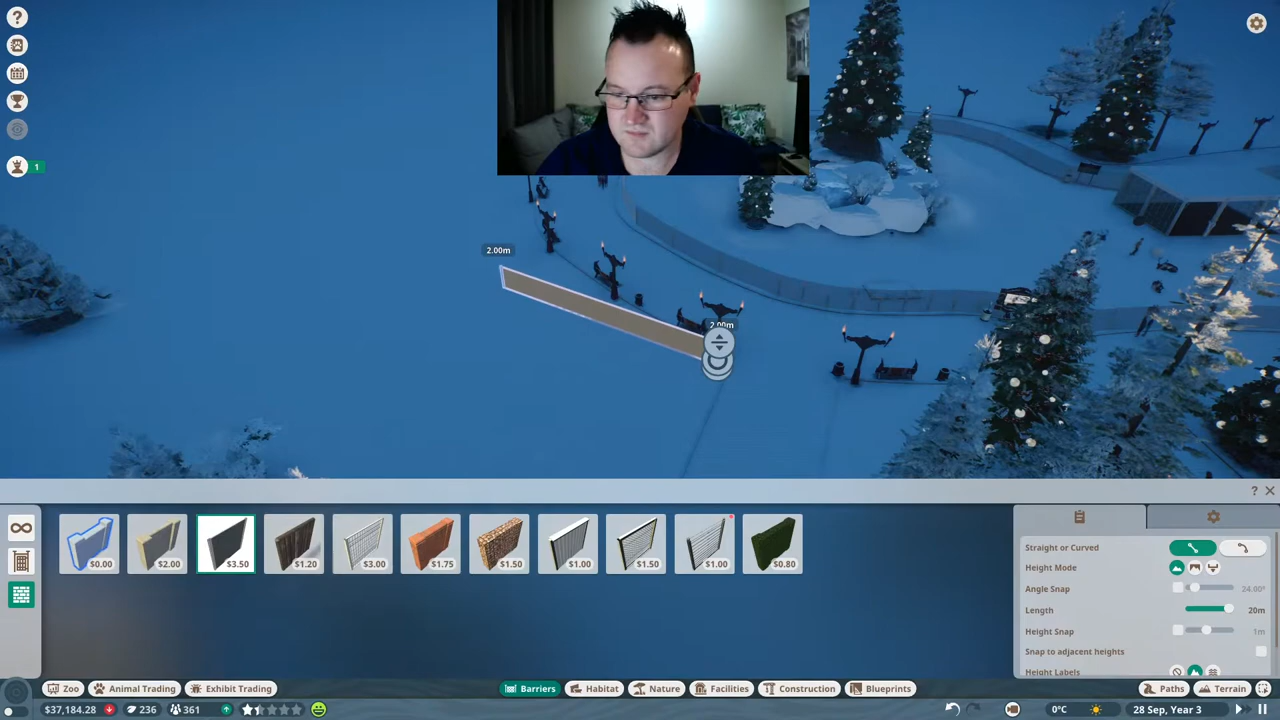 ?
1
2.00m
2.00m
?
$0.00
$2.00
$3.50
$1.20
$3.00
$1.75
$1.50
$1.00
$1.50
$1.00
$0.80
Straight or Curved
Height Mode
Angle Snap
24.00°
Length
20m
Height Snap
1m
Snap to adjacent heights
Height Labels
Zoo
Animal Trading
Exhibit Trading
Barriers
Habitat
Nature
Facilities
Construction
Blueprints
Paths
Terrain
$37,184.28
236
361
0°C
28 Sep, Year 3